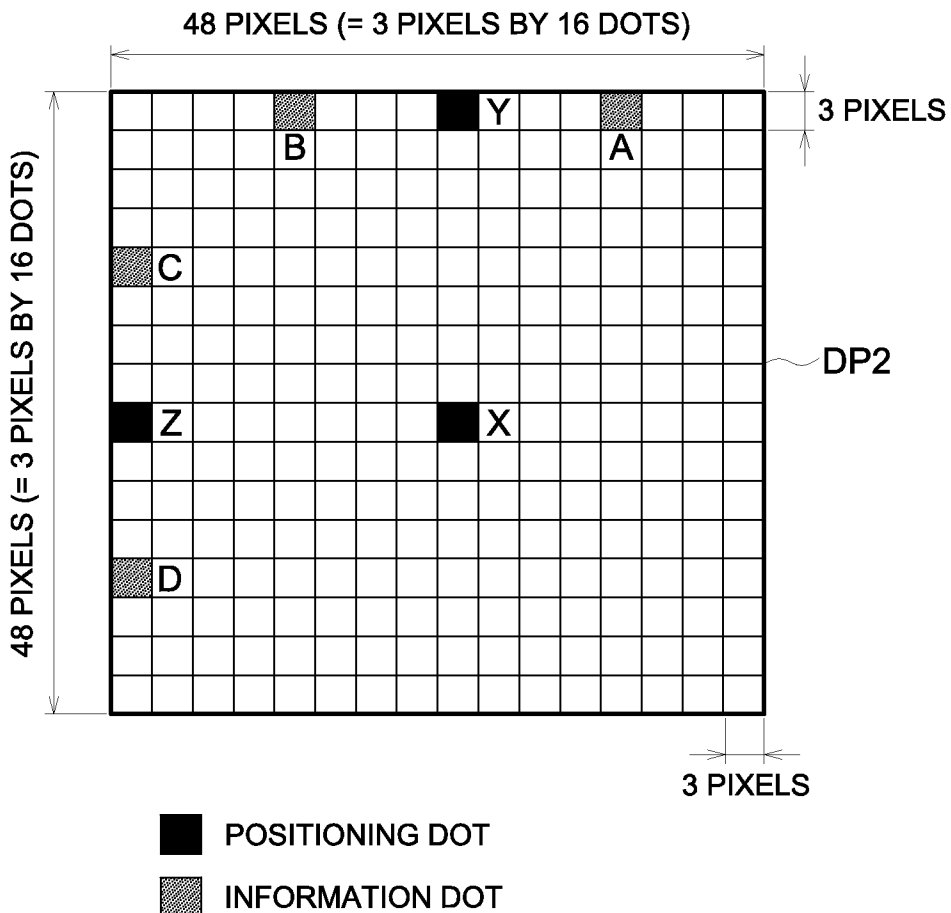 48 PIXELS (= 3 PIXELS BY 16 DOTS)
3 PIXELS
Y
B
A
48 PIXELS (= 3 PIXELS BY 16 DOTS)
C
DP2
Z
X
D
3 PIXELS
POSITIONING DOT
INFORMATION DOT